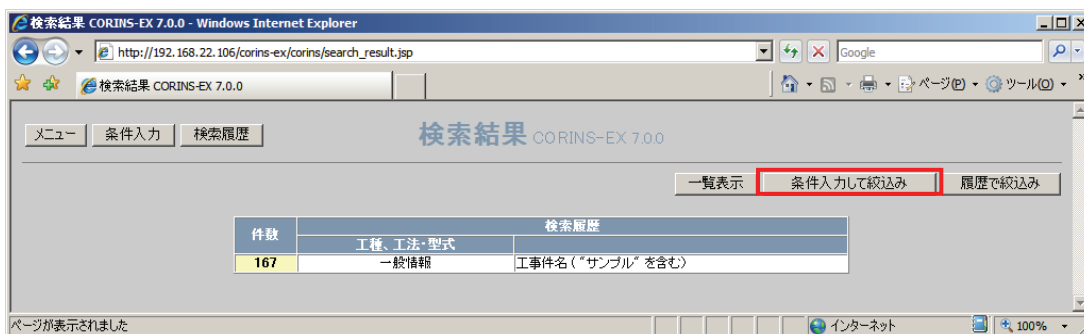 検索結果 CORINS-EX 7.0.0 - Windows Internet Explorer
http://192.168.22.106/corins-ex/corins/search_result.jsp
Google
検索結果 CORINS-EX 7.0.0
ページ(P)
ツール(O)
メニュー 条件入力 検索履歴
検索結果 CORINS-EX 7.0.0
一覧表示 条件入力して絞込み 履歴で絞込み
件数 検索履歴
工種、工法・型式
167 一般情報 工事件名 ( "サンプル" を含む)
ページが表示されました インターネット 100%